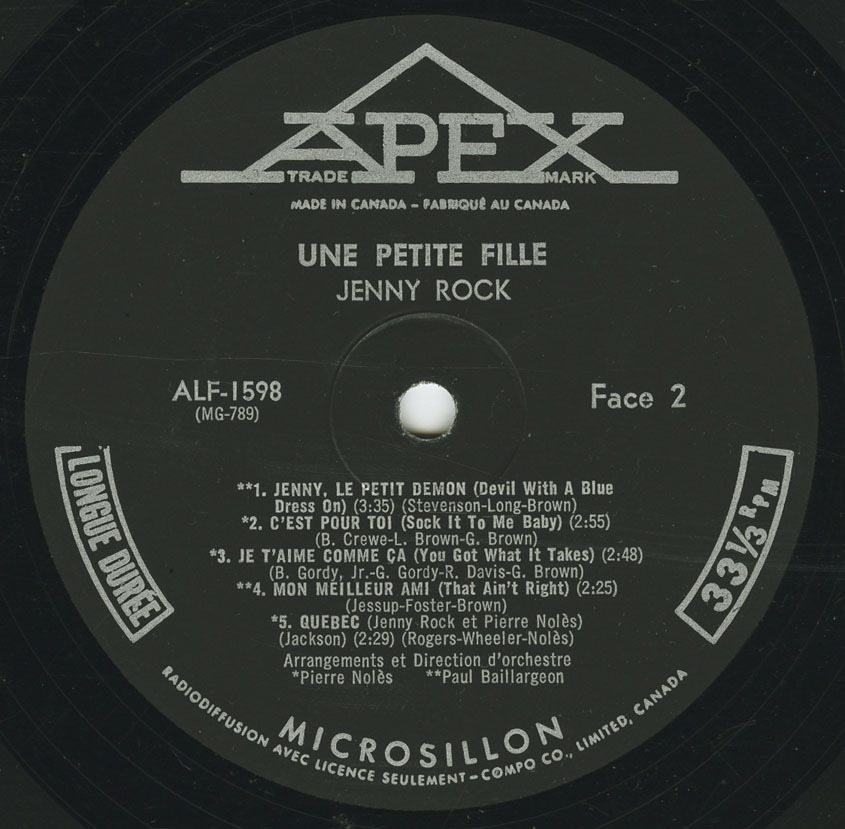 APEX
TRADE MARK
MADE IN CANADA – FABRIQUÉ AU CANADA
UNE PETITE FILLE
JENNY ROCK
ALF-1598
(MG-789)
Face 2
LONGUE DURÉE
33⅓ RPM
**1. JENNY, LE PETIT DEMON (Devil With A Blue
Dress On) (3:35) (Stevenson-Long-Brown)
*2. C'EST POUR TOI (Sock It To Me Baby) (2:55)
(B. Crewe-L. Brown-G. Brown)
*3. JE T'AIME COMME ÇA (You Got What It Takes) (2:48)
(B. Gordy, Jr.-G. Gordy-R. Davis-G. Brown)
**4. MON MEILLEUR AMI (That Ain't Right) (2:25)
(Jessup-Foster-Brown)
*5. QUEBEC (Jenny Rock et Pierre Nolès)
(Jackson) (2:29) (Rogers-Wheeler-Nolès)
Arrangements et Direction d'orchestre
*Pierre Nolès **Paul Baillargeon
MICROSILLON
RADIODIFFUSION AVEC LICENCE SEULEMENT – COMPO CO., LIMITED, CANADA